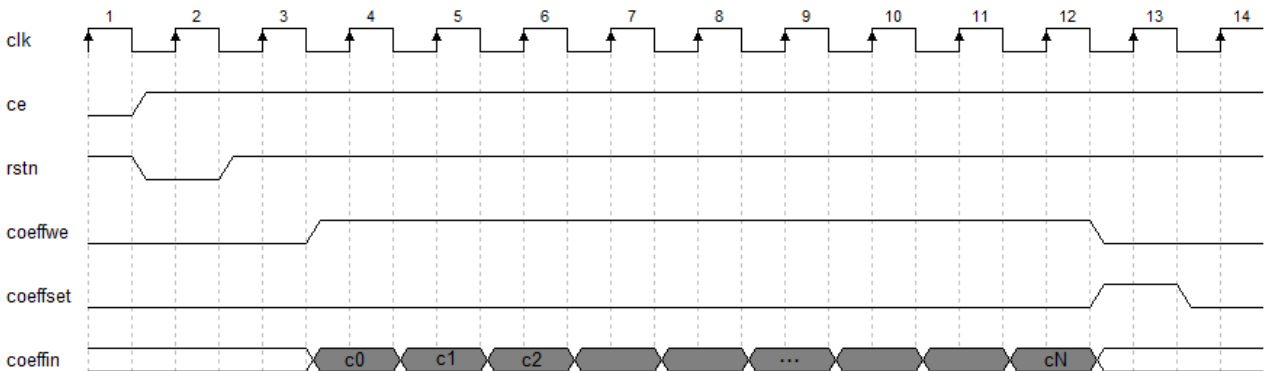 1 2 3 4 5 6 7 8 9 10 11 12 13 14
clk
ce
rstn
coeffwe
coeffset
coeffin c0 c1 c2 ... cN